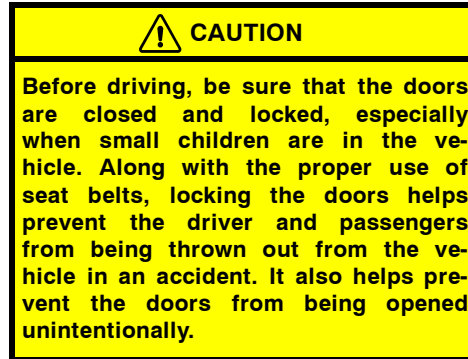 CAUTION
Before driving, be sure that the doors
are closed and locked, especially
when small children are in the ve-
hicle. Along with the proper use of
seat belts, locking the doors helps
prevent the driver and passengers
from being thrown out from the ve-
hicle in an accident. It also helps pre-
vent the doors from being opened
unintentionally.